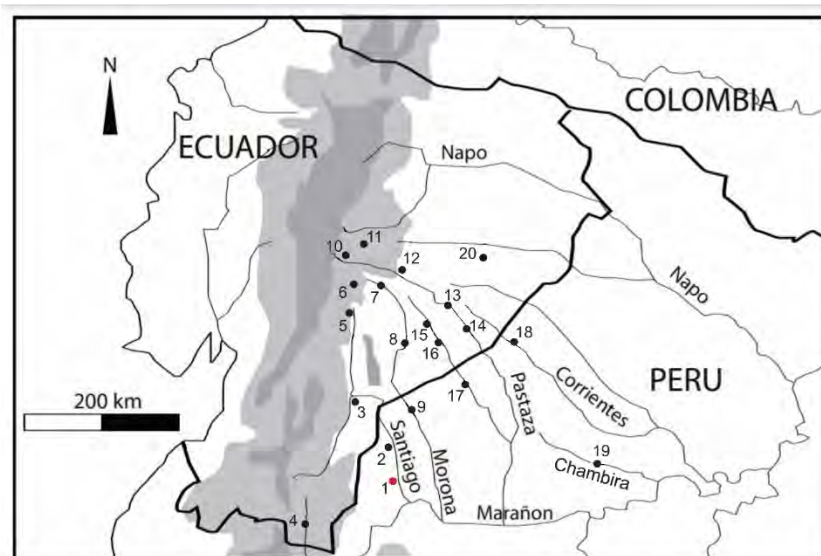 N
COLOMBIA
ECUADOR
Napo
11
10
12
20
6
7
Napo
13
5
15
14
18
8
16
PERU
200 km
17
Corrientes
Pastaza
3
9
2
Santiago
Morona
19
Chambira
1
4
Marañon